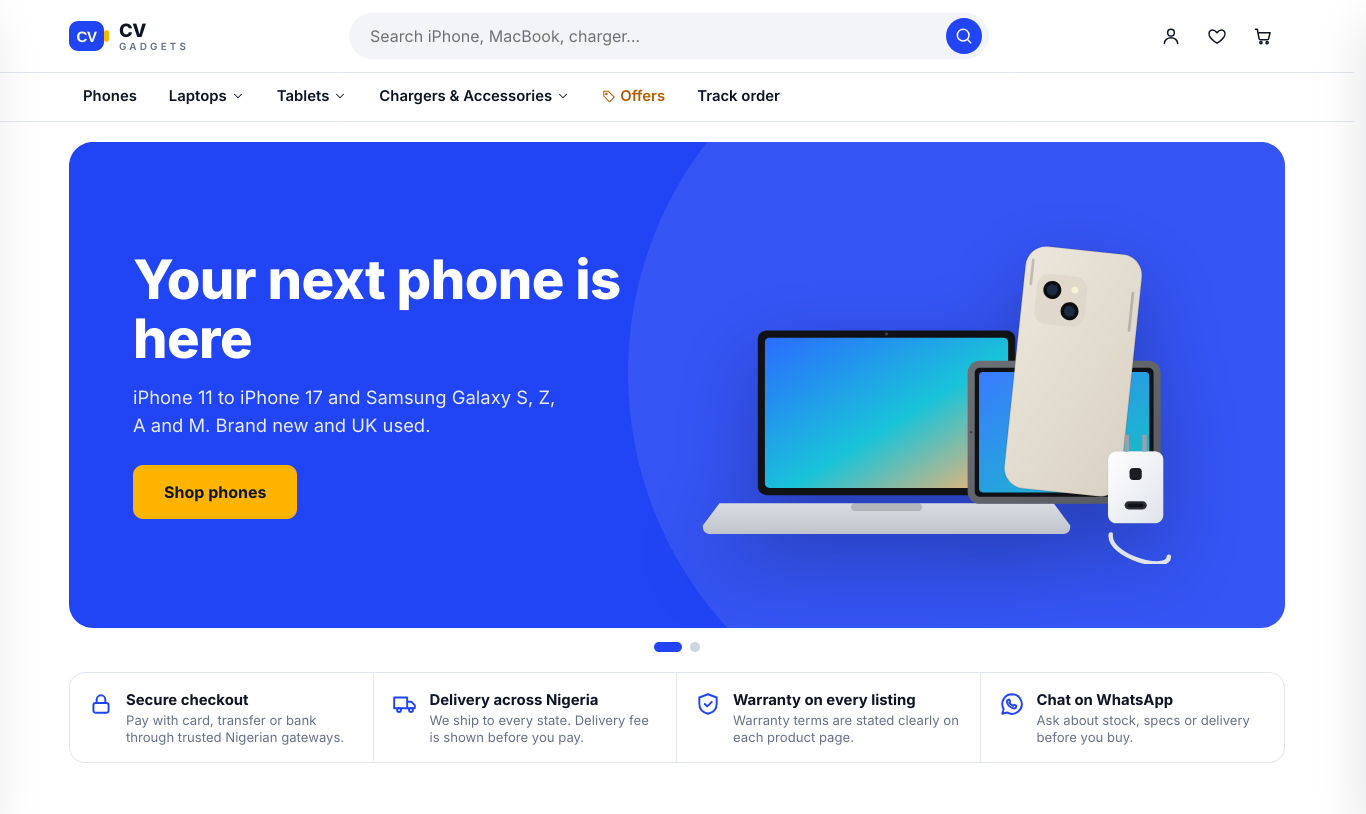 CV
CV
GADGETS
Search iPhone, MacBook, charger...
Phones
Laptops
Tablets
Chargers & Accessories
Offers
Track order
Your next phone is
here
iPhone 11 to iPhone 17 and Samsung Galaxy S, Z,
A and M. Brand new and UK used.
Shop phones
Secure checkout
Pay with card, transfer or bank
through trusted Nigerian gateways.
Delivery across Nigeria
We ship to every state. Delivery fee
is shown before you pay.
Warranty on every listing
Warranty terms are stated clearly on
each product page.
Chat on WhatsApp
Ask about stock, specs or delivery
before you buy.